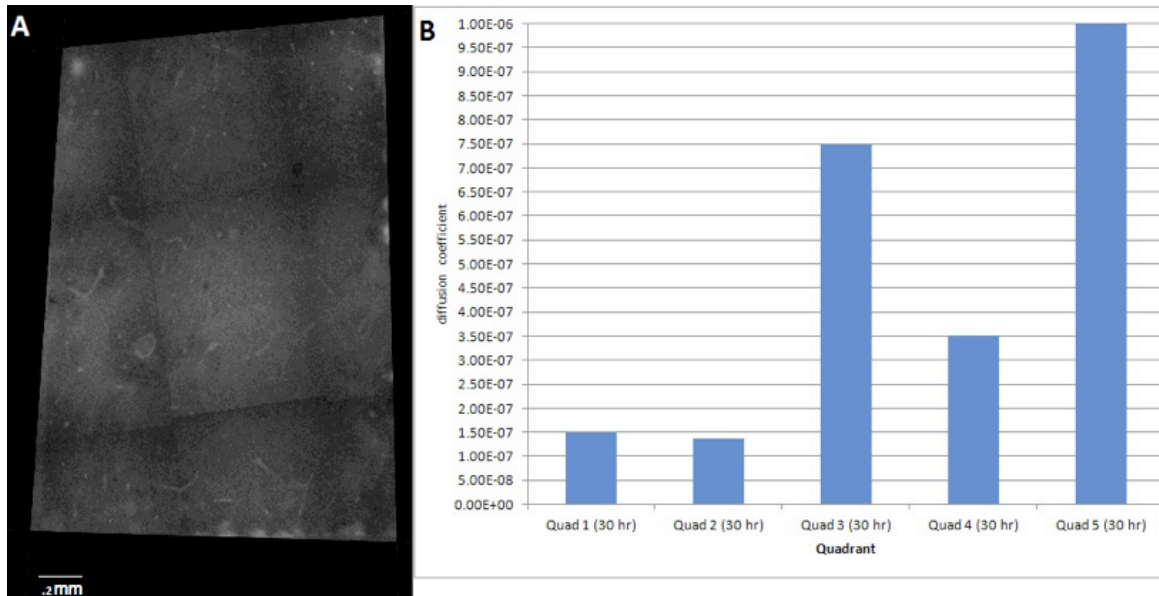 A
.2mm
B
1.00E-06
9.50E-07
9.00E-07
8.50E-07
8.00E-07
7.50E-07
7.00E-07
6.50E-07
6.00E-07
5.50E-07
5.00E-07
4.50E-07
4.00E-07
3.50E-07
3.00E-07
2.50E-07
2.00E-07
1.50E-07
1.00E-07
5.00E-08
0.00E+00
diffusion coefficient
Quad 1 (30 hr)
Quad 2 (30 hr)
Quad 3 (30 hr)
Quad 4 (30 hr)
Quad 5 (30 hr)
Quadrant